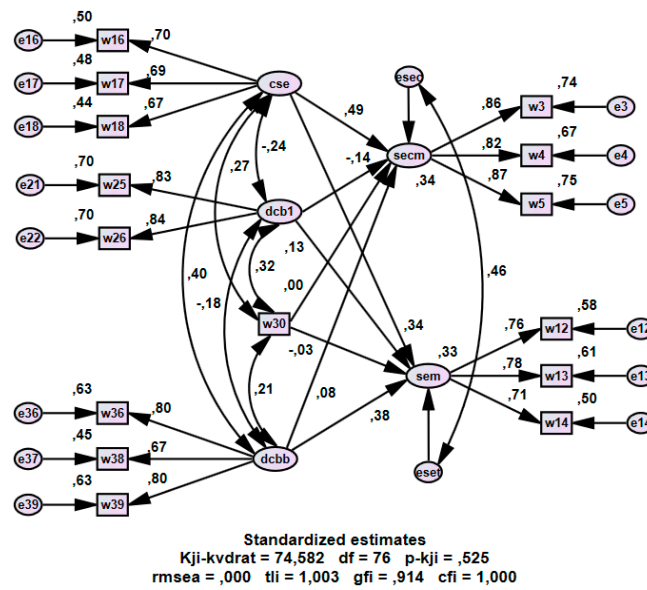 ,50
e16 w16 ,70
,48
e17 w17 ,69
,44
e18 w18 ,67
cse
esec
,49
,74
,86 w3 e3
,67
,82 w4 e4
,75
,87 w5 e5
secm
,34
-,14
-,24
,27
,70
e21 w25 ,83
,70
e22 w26 ,84
dcb1
,40
-,18
,32
,13
,00
w30
-,03
,34
,46
,21
,08
,33
sem
,38
,58
,76 w12 e12
,61
,78 w13 e13
,50
,71 w14 e14
,63
e36 w36 ,80
,45
e37 w38 ,67
,63
e39 w39 ,80
dcbb
eset
Standardized estimates
Kji-kvdrat = 74,582 df = 76 p-kji = ,525
rmsea = ,000 tli = 1,003 gfi = ,914 cfi = 1,000